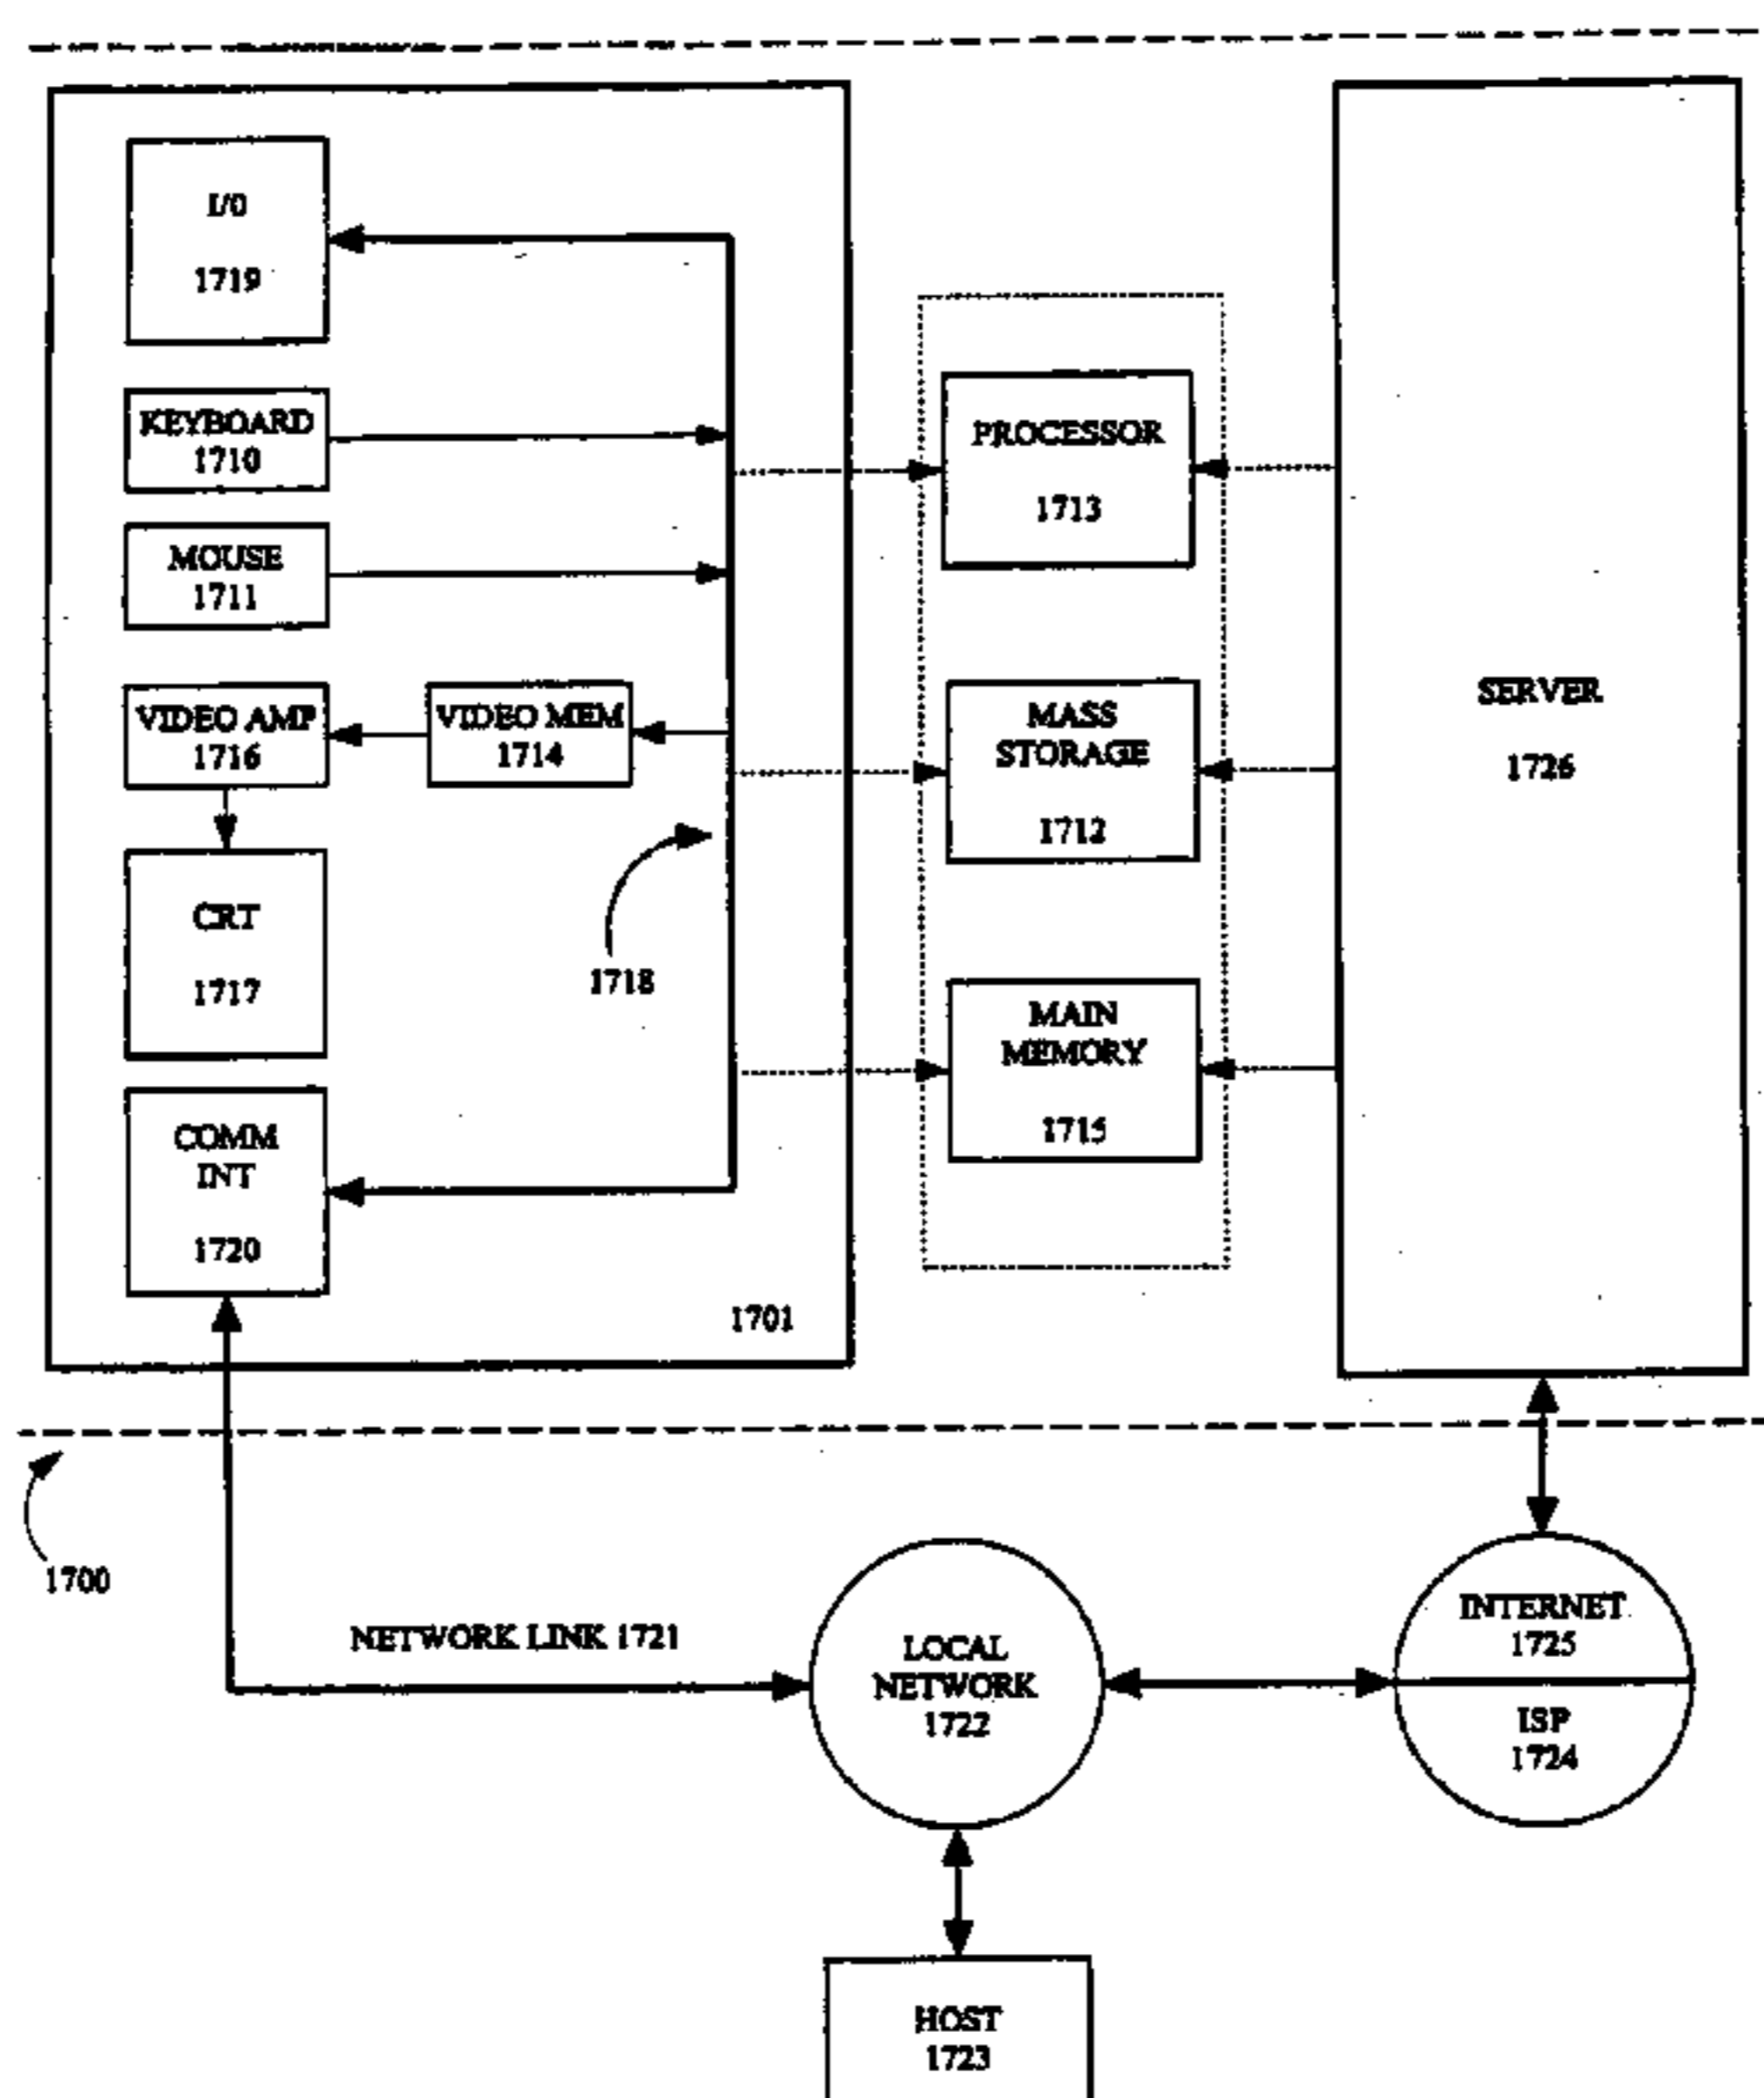 I/0
1719
KEYBOARD
1710
MOUSE
1711
VIDEO AMP
1716
VIDEO MEM
1714
CRT
1717
1718
COMM
INT
1720
1701
PROCESSOR
1713
MASS
STORAGE
1712
MAIN
MEMORY
1715
SERVER
1726
1700
NETWORK LINK 1721
LOCAL
NETWORK
1722
INTERNET
1725
ISP
1724
HOST
1723